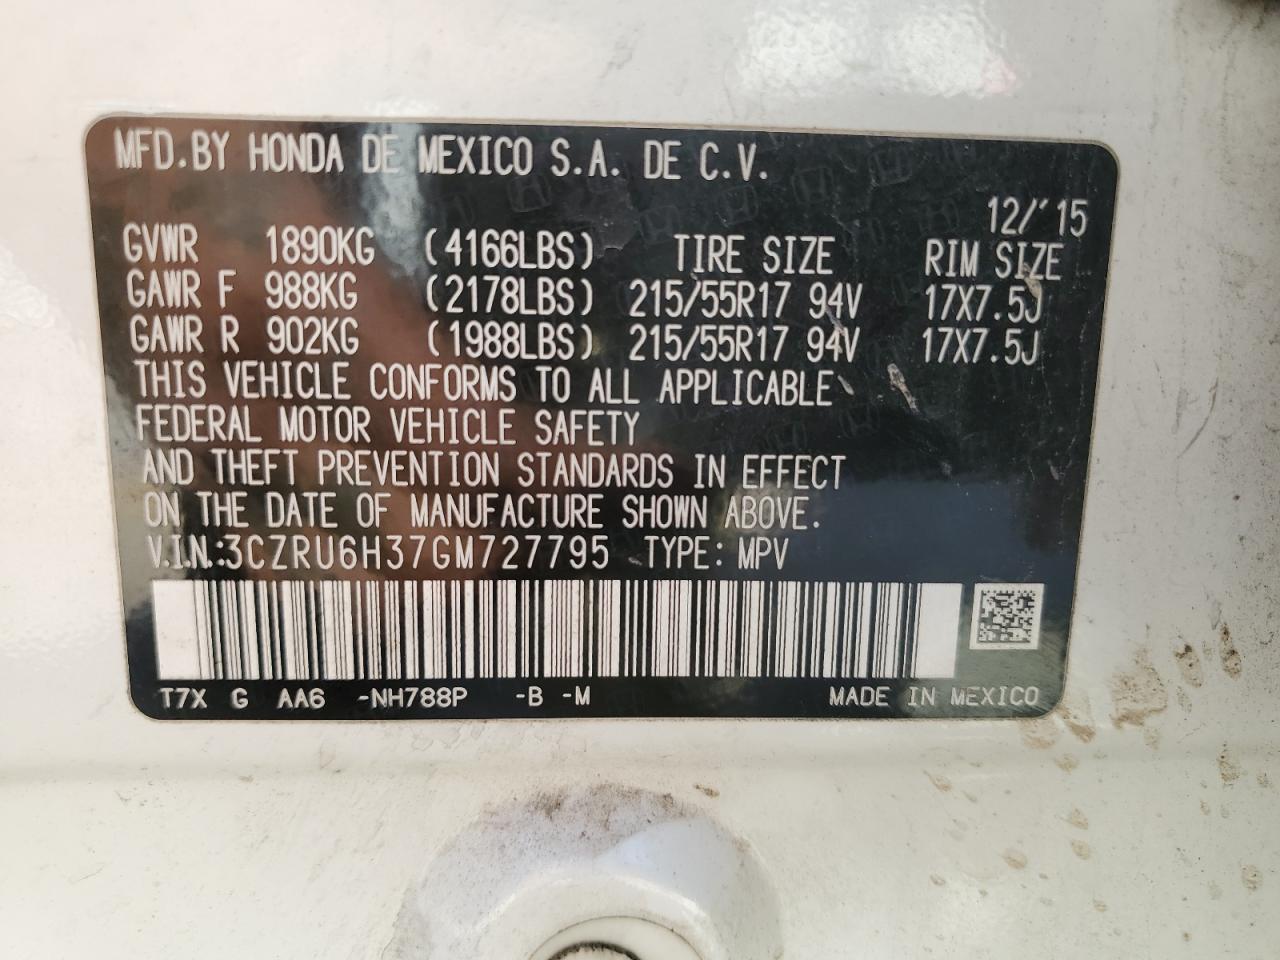 MFD.BY HONDA DE MEXICO S.A. DE C.V.
12/'15
GVWR 1890KG (4166LBS) TIRE SIZE RIM SIZE
GAWR F 988KG (2178LBS) 215/55R17 94V 17X7.5J
GAWR R 902KG (1988LBS) 215/55R17 94V 17X7.5J
THIS VEHICLE CONFORMS TO ALL APPLICABLE
FEDERAL MOTOR VEHICLE SAFETY
AND THEFT PREVENTION STANDARDS IN EFFECT
ON THE DATE OF MANUFACTURE SHOWN ABOVE.
V.I.N.:3CZRU6H37GM727795 TYPE: MPV
T7X G AA6 -NH788P -B -M MADE IN MEXICO